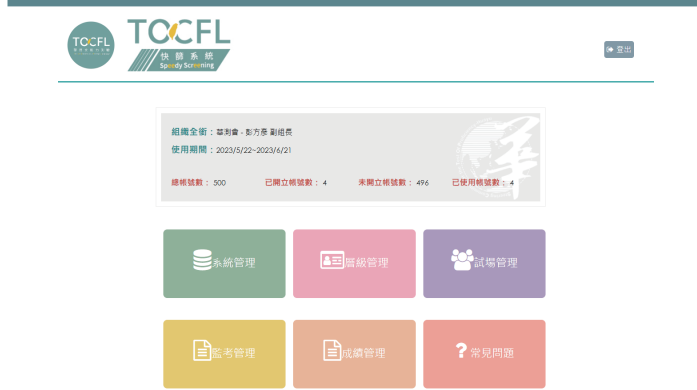 TOCFL
TOCFL
快篩系統
Speedy Screening
登出
組織全銜：華測會 - 彭方彥 副組長
使用期間：2023/5/22~2023/6/21
總帳號數： 500 已開立帳號數： 4 未開立帳號數： 496 已使用帳號數： 4
系統管理 層級管理 試場管理
監考管理 成績管理 ? 常見問題